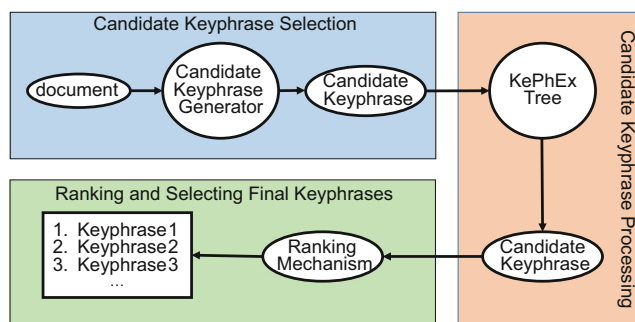 Candidate Keyphrase Selection
document
Candidate
Keyphrase
Generator
Candidate
Keyphrase
KePhEx
Tree
Candidate Keyphrase Processing
Candidate
Keyphrase
Ranking and Selecting Final Keyphrases
Ranking
Mechanism
1. Keyphrase1
2. Keyphrase2
3. Keyphrase3
...